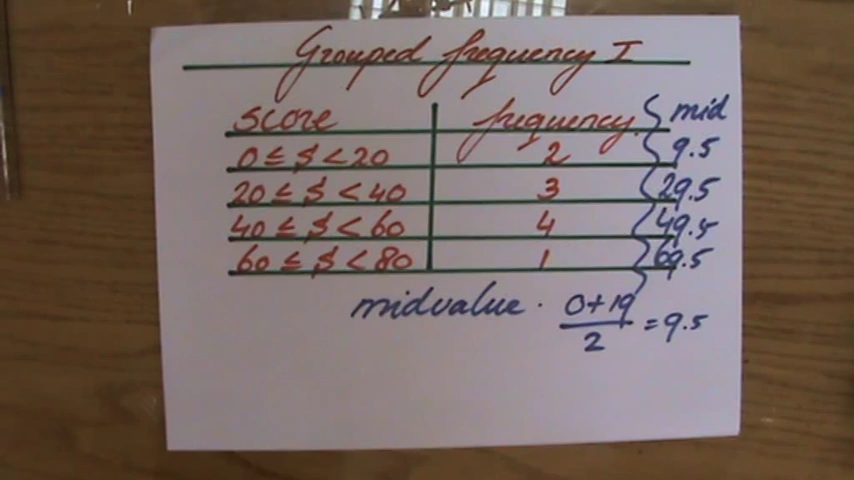 Grouped frequency I
score frequency mid
0 ≤ s < 20 2 9.5
20 ≤ s < 40 3 29.5
40 ≤ s < 60 4 49.5
60 ≤ s < 80 1 69.5
midvalue . 0+19
2 = 9.5